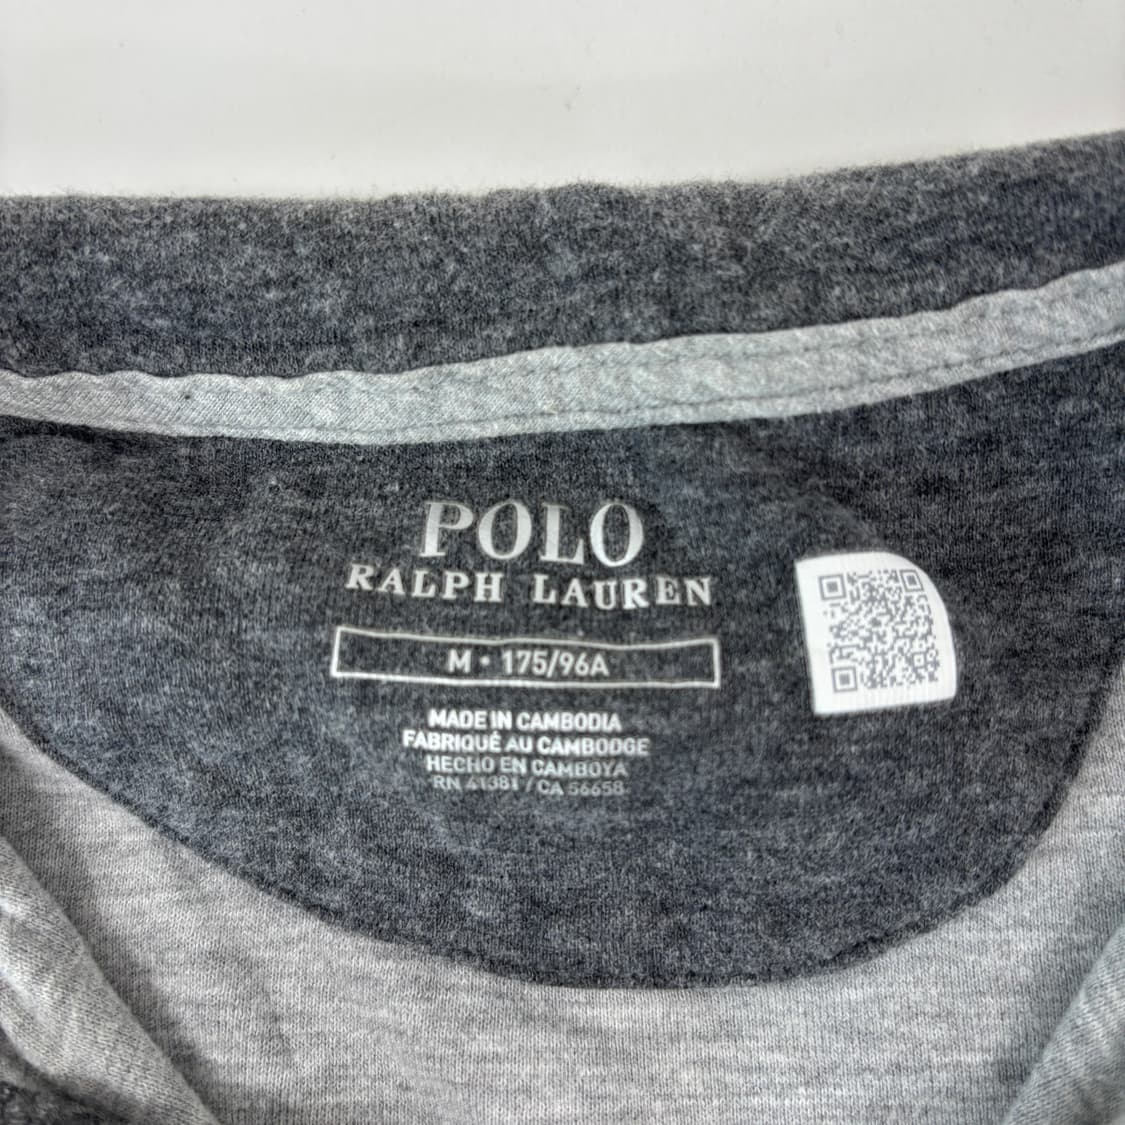 POLO
RALPH LAUREN
M • 175/96A
MADE IN CAMBODIA
FABRIQUÉ AU CAMBODGE
HECHO EN CAMBOYA
RN 41381 / CA 56658